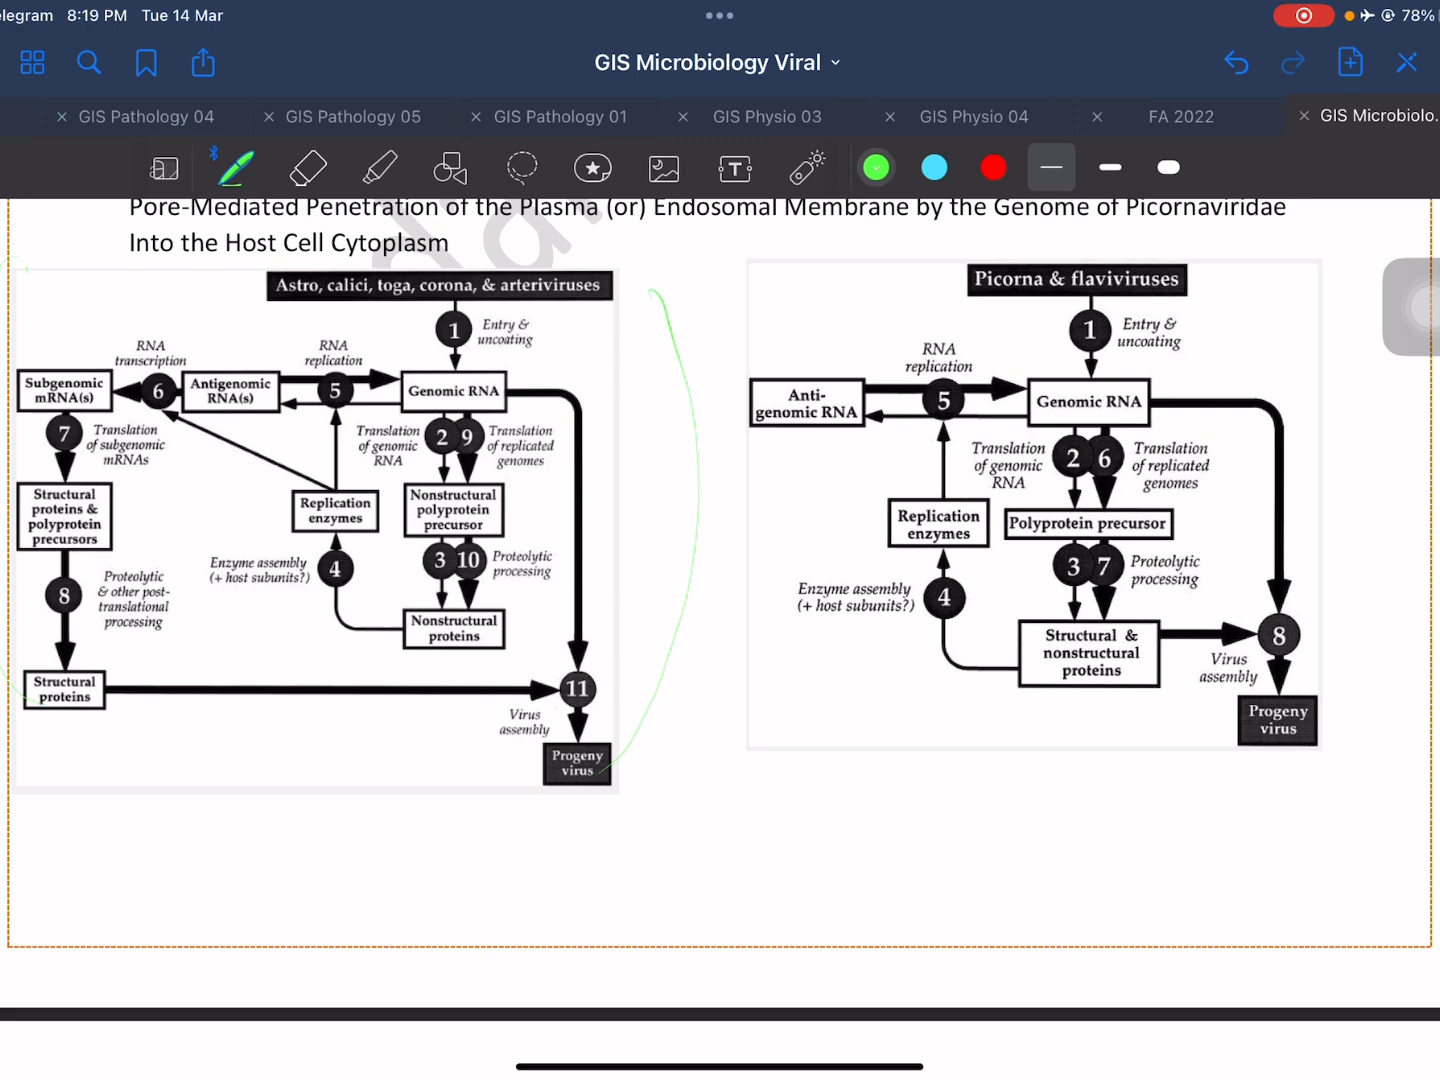 elegram 8:19 PM Tue 14 Mar
78%
GIS Microbiology Viral
× GIS Pathology 04 × GIS Pathology 05 × GIS Pathology 01 × GIS Physio 03 × GIS Physio 04 × FA 2022 × GIS Microbiolo.
T
Pore-Mediated Penetration of the Plasma (or) Endosomal Membrane by the Genome of Picornaviridae
Into the Host Cell Cytoplasm
Astro, calici, toga, corona, & arteriviruses
1
Entry &
uncoating
RNA
transcription
RNA
replication
Subgenomic
mRNA(s)
6
Antigenomic
RNA(s)
5
Genomic RNA
7
Translation
of subgenomic
mRNAs
Translation
of genomic
RNA
2 9
Translation
of replicated
genomes
Structural
proteins &
polyprotein
precursors
Replication
enzymes
Nonstructural
polyprotein
precursor
8
Proteolytic
& other post-
translational
processing
Enzyme assembly
(+ host subunits?)
4
3 10
Proteolytic
processing
Nonstructural
proteins
Structural
proteins
11
Virus
assembly
Progeny
virus
Picorna & flaviviruses
1
Entry &
uncoating
RNA
replication
Anti-
genomic RNA
5
Genomic RNA
Translation
of genomic
RNA
2 6
Translation
of replicated
genomes
Replication
enzymes
Polyprotein precursor
Enzyme assembly
(+ host subunits?)
4
3 7
Proteolytic
processing
Structural &
nonstructural
proteins
8
Virus
assembly
Progeny
virus